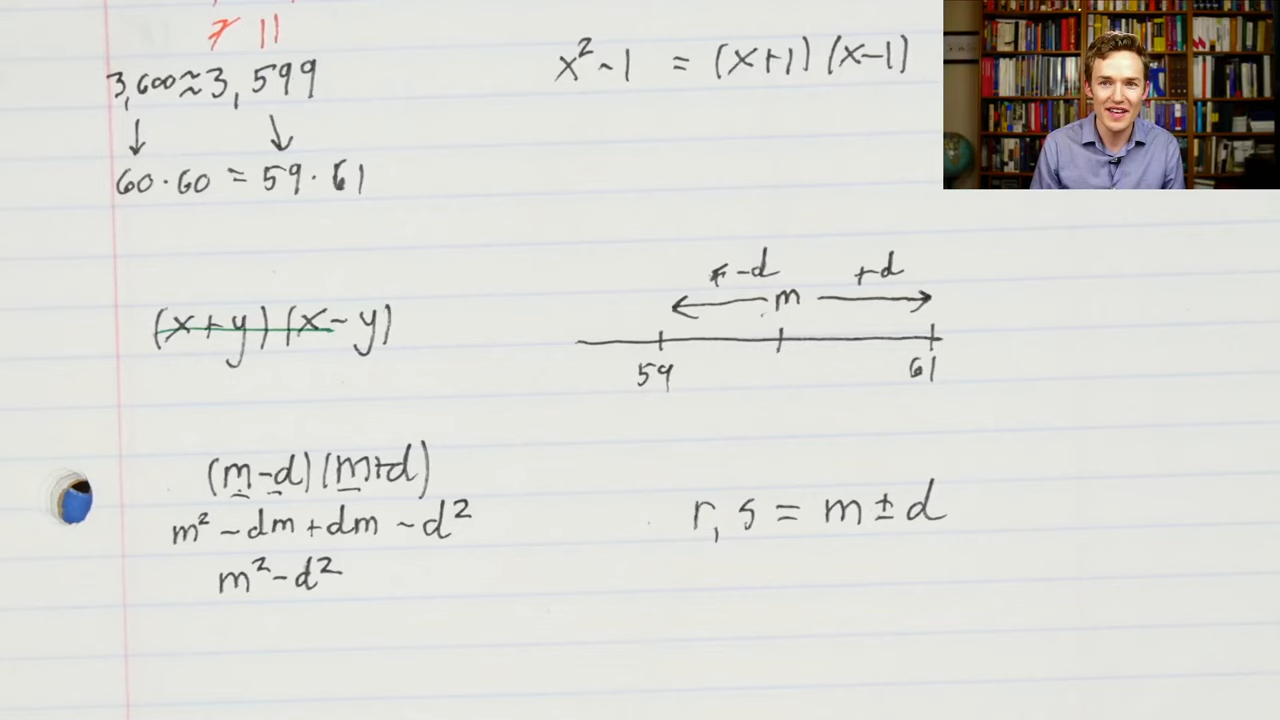 7 11
3,600≈3,599
↓ ↘
60·60 = 59·61
x² - 1 = (x+1)(x-1)
(x+y)(x-y)
-d +d
← m →
59 61
(m-d)(m+d)
m² - dm + dm - d²
m² - d²
r, s = m ± d